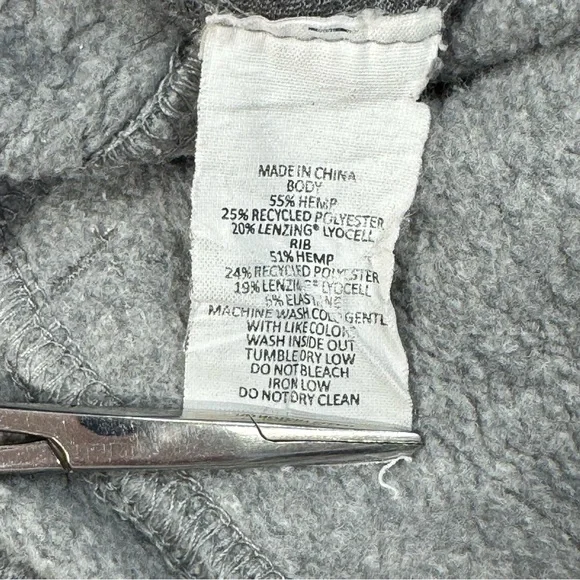 MADE IN CHINA
BODY
55% HEMP
25% RECYCLED POLYESTER
20% LENZING® LYOCELL
RIB
51% HEMP
24% RECYCLED POLYESTER
19% LENZING® LYOCELL
6% ELASTANE
MACHINE WASH COLD GENTL
WITH LIKE COLORS
WASH INSIDE OUT
TUMBLE DRY LOW
DO NOT BLEACH
IRON LOW
DO NOT DRY CLEAN